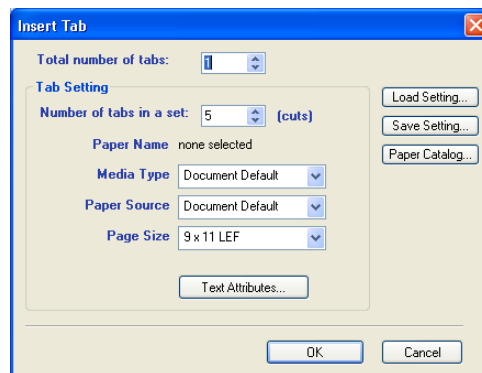 Insert Tab
Total number of tabs: 1
Tab Setting
Number of tabs in a set: 5 (cuts)
Load Setting...
Save Setting...
Paper Name none selected
Paper Catalog...
Media Type Document Default
Paper Source Document Default
Page Size 9 x 11 LEF
Text Attributes...
OK Cancel